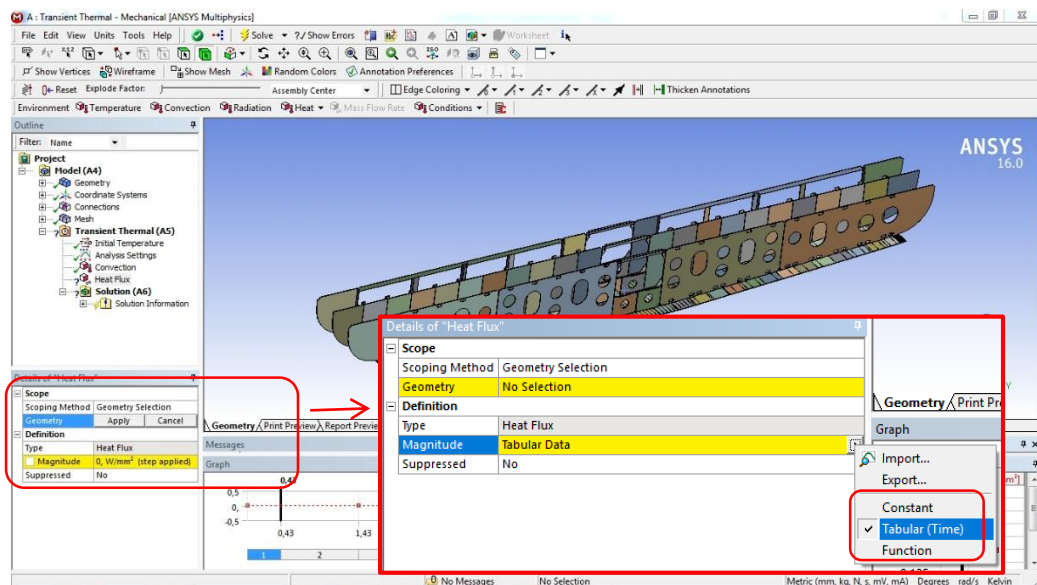 A : Transient Thermal - Mechanical [ANSYS Multiphysics]
File Edit View Units Tools Help Solve ?/ Show Errors Worksheet
Show Vertices Wireframe Show Mesh Random Colors Annotation Preferences
Reset Explode Factor: Assembly Center Edge Coloring Thicken Annotations
Environment Temperature Convection Radiation Heat Mass Flow Rate Conditions
Outline
Filter: Name
Project
Model (A4)
Geometry
Coordinate Systems
Connections
Mesh
Transient Thermal (A5)
Initial Temperature
Analysis Settings
Convection
Heat Flux
Solution (A6)
Solution Information
ANSYS
16.0
Details of "Heat Flux"
Scope
Scoping Method Geometry Selection
Geometry Apply Cancel
Definition
Type Heat Flux
Magnitude 0, W/mm² (step applied)
Suppressed No
Geometry Print Preview Report Preview
Messages
Graph
0,43
0,5
0,
-0,5
0,43 1,43
1 2
Details of "Heat Flux"
Scope
Scoping Method Geometry Selection
Geometry No Selection
Definition
Type Heat Flux
Magnitude Tabular Data
Suppressed No
Y
Geometry Print Pr
Graph
Import...
Export...
Constant
Tabular (Time)
Function
m²]
No Messages No Selection Metric (mm, kg, N, s, mV, mA) Degrees rad/s Kelvin